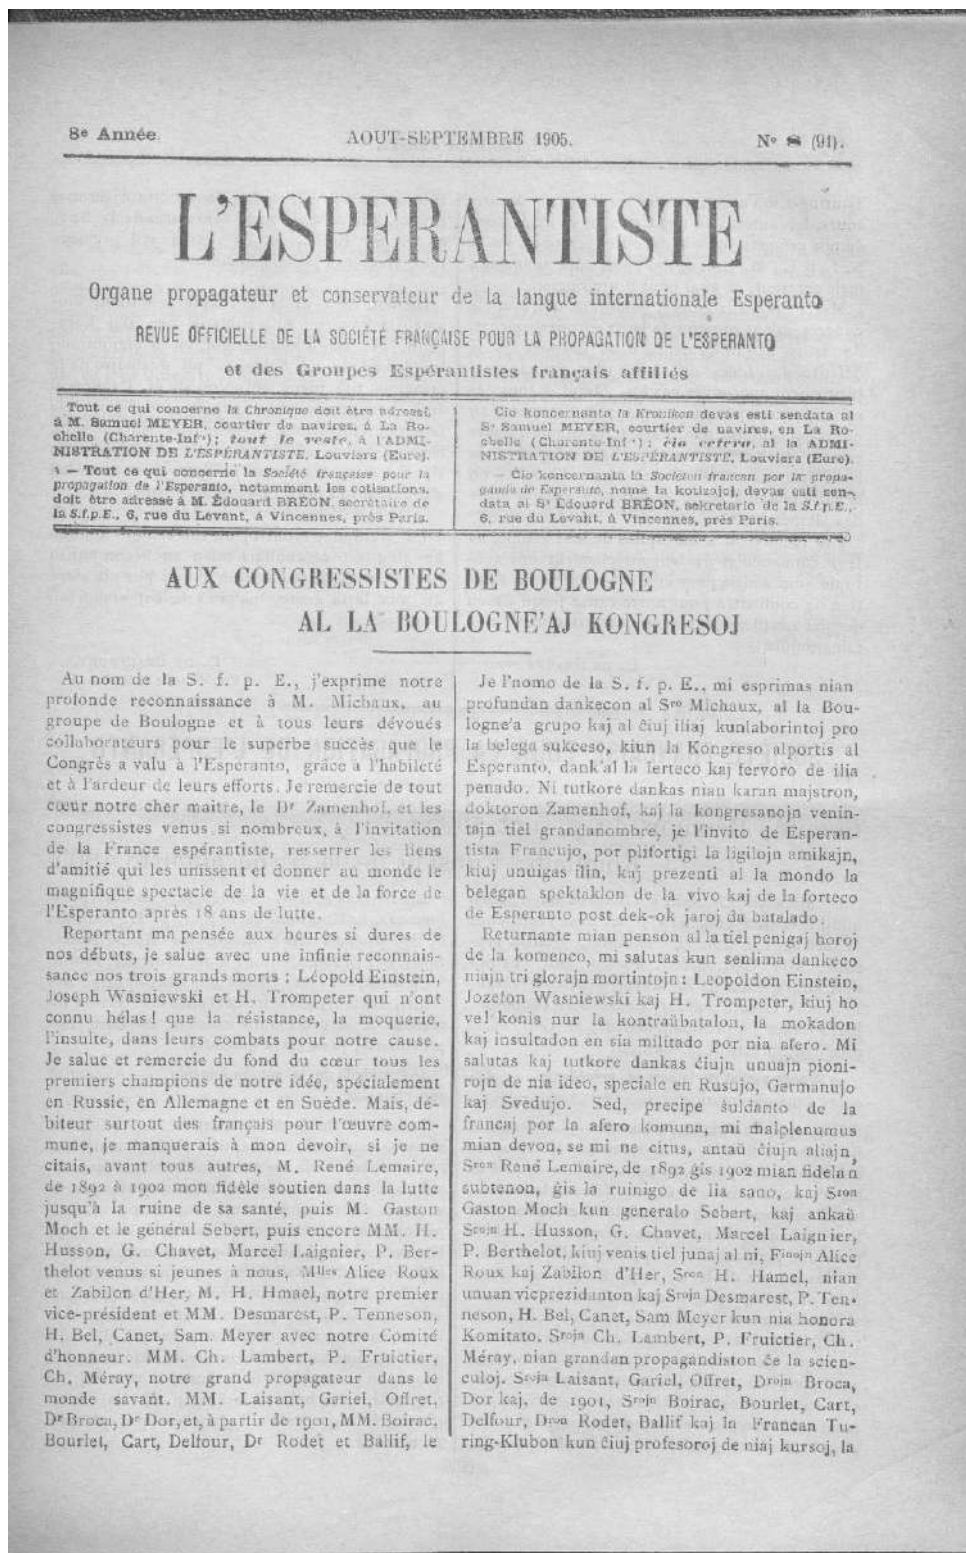 8e Année.
AOUT-SEPTEMBRE 1905.
No 8 (91).
L'ESPERANTISTE
Organe propagateur et conservateur de la langue internationale Esperanto
REVUE OFFICIELLE DE LA SOCIÉTÉ FRANÇAISE POUR LA PROPAGATION DE L'ESPERANTO
et des Groupes Espérantistes français affiliés
Tout ce qui concerne la Chronique doit être adressé,
à M. Samuel MEYER, courtier de navires, à La Ro-
chelle (Charente-Infre); tout le reste, à l'ADMI-
NISTRATION DE L'ESPÉRANTISTE, Louviers (Eure).
— Tout ce qui concerne la Société française pour la
propagation de l'Esperanto, notamment les cotisations,
doit être adressé à M. Édouard BRÉON, secrétaire de
la S.f.p.E., 6, rue du Levant, à Vincennes, près Paris.
Cio koncernanta la Kronikon devas esti sendata al
Sro Samuel MEYER, courtier de navires, en La Ro-
chelle (Charente-Infre); ĉio cetera, al la ADMI-
NISTRATION DE L'ESPÉRANTISTE, Louviers (Eure).
— Ĉio koncernanta la Societon francan por la propa-
gando de Esperanto, nome la kotizajoj, devas esti sen-
data al Sro Édouard BRÉON, sekretario de la S.f.p.E.,
6, rue du Levant, à Vincennes, près Paris.
AUX CONGRESSISTES DE BOULOGNE
AL LA BOULOGNE'AJ KONGRESOJ
Au nom de la S. f. p. E., j'exprime notre
profonde reconnaissance à M. Michaux, au
groupe de Boulogne et à tous leurs dévoués
collaborateurs pour le superbe succès que le
Congrès a valu à l'Espéranto, grâce à l'habileté
et à l'ardeur de leurs efforts. Je remercie de tout
cœur notre cher maître, le Dr Zamenhof, et les
congressistes venus si nombreux, à l'invitation
de la France espérantiste, resserrer les liens
d'amitié qui les unissent et donner au monde le
magnifique spectacle de la vie et de la force de
l'Esperanto après 18 ans de lutte.
Reportant ma pensée aux heures si dures de
nos débuts, je salue avec une infinie reconnais-
sance nos trois grands morts : Léopold Einstein,
Joseph Wasniewski et H. Trompeter qui n'ont
connu hélas! que la résistance, la moquerie,
l'insulte, dans leurs combats pour notre cause.
Je salue et remercie du fond du cœur tous les
premiers champions de notre idée, spécialement
en Russie, en Allemagne et en Suède. Mais, dé-
biteur surtout des français pour l'œuvre com-
mune, je manquerais à mon devoir, si je ne
citais, avant tous autres, M. René Lemaire,
de 1892 à 1902 mon fidèle soutien dans la lutte
jusqu'à la ruine de sa santé, puis M. Gaston
Moch et le général Sebert, puis encore MM. H.
Husson, G. Chavet, Marcel Laignier, P. Ber-
thelot venus si jeunes à nous, Mlles Alice Roux
et Zabilon d'Her, M. H. Hmael, notre premier
vice-président et MM. Desmarest, P. Tenneson,
H. Bel, Canet, Sam. Meyer avec notre Comité
d'honneur. MM. Ch. Lambert, P. Fruictier,
Ch. Méray, notre grand propagateur dans le
monde savant. MM. Laisant, Gariel, Offret,
Dr Broca, Dr Dor, et, à partir de 1901, MM. Boirac,
Bourlet, Cart, Delfour, Dr Rodet et Ballif, le
Je l'nomo de la S. f. p. E., mi esprimas nian
profundan dankecon al Sro Michaux, al la Bou-
logne'a grupo kaj al ĉiuj iliaj kunlaborintoj pro
la belega sukceso, kiun la Kongreso alportis al
Esperanto, dank'al la lerteco kaj fervoro de ilia
penado. Ni tutkore dankas nian karan majstron,
doktoron Zamenhof, kaj la kongresanojn venin-
tajn tiel grandanombre, je l'invito de Esperan-
tista Francujo, por plifortigi la ligilojn amikajn,
kiuj unuigas ilin, kaj prezenti al la mondo la
belegan spektaklon de la vivo kaj de la forteco
de Esperanto post dek-ok jaroj da batalado.
Returnante mian penson al la tiel penigaj horoj
de la komenco, mi salutas kun senlima dankeco
niajn tri glorajn mortintojn : Leopoldon Einstein,
Jozefon Wasniewski kaj H. Trompeter, kiuj ho
ve! konis nur la kontraŭbatalon, la mokadon
kaj insultadon en sia militado por nia afero. Mi
salutas kaj tutkore dankas ĉiujn unuajn pioni-
rojn de nia ideo, speciale en Rusujo, Germanujo
kaj Svedujo. Sed, precipe ŝuldanto de la
francaj por la afero komuna, mi malplenumus
mian devon, se mi ne citus, antaŭ ĉiujn aliajn,
Sron René Lemaire, de 1892 ĝis 1902 mian fidelan
subtenon, ĝis la ruinigo de lia sano, kaj Sron
Gaston Moch kun generalo Sebert, kaj ankaŭ
Srojn H. Husson, G. Chavet, Marcel Laignier,
P. Berthelot, kiuj venis tiel junaj al ni, Finojn Alice
Roux kaj Zabilon d'Her, Sron H. Hamel, nian
unuan vicprezidanton kaj Srojn Desmarest, P. Ten-
neson, H. Bel, Canet, Sam Meyer kun nia honora
Komitato. Srojn Ch. Lambert, P. Fruictier, Ch.
Méray, nian grandan propagandiston ĉe la scien-
culoj. Srojn Laisant, Gariel, Offret, Drojn Broca,
Dor kaj, de 1901, Srojn Boirac, Bourlet, Cart,
Delfour, Dron Rodet, Ballif kaj la Francan Tu-
ring-Klubon kun ĉiuj profesoroj de niaj kursoj, la